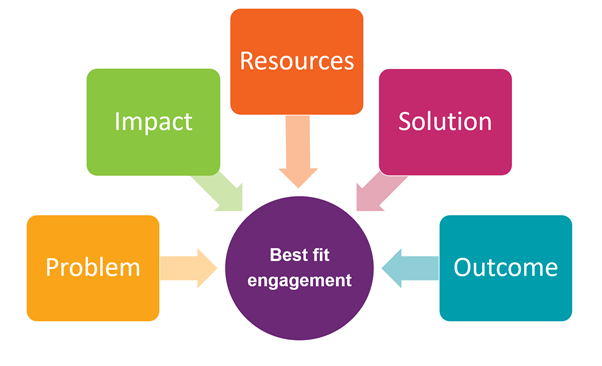 Resources
Impact
Solution
Problem
Best fit
engagement
Outcome